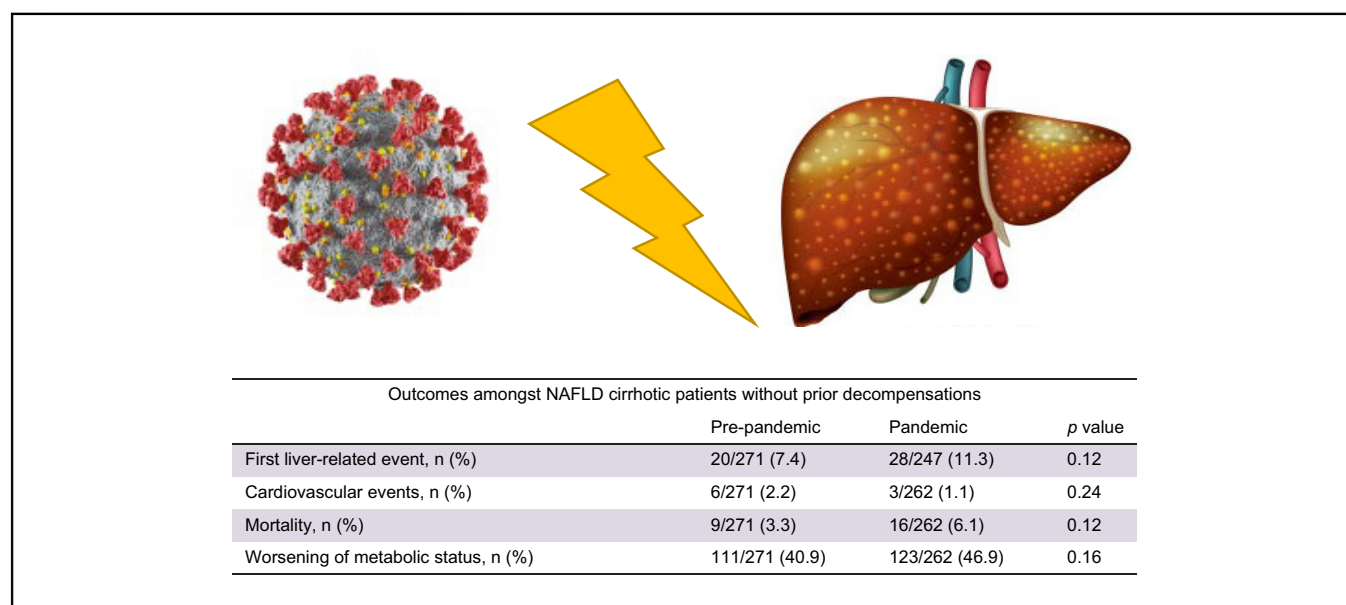 Outcomes amongst NAFLD cirrhotic patients without prior decompensations
Pre-pandemic Pandemic p value
First liver-related event, n (%) 20/271 (7.4) 28/247 (11.3) 0.12
Cardiovascular events, n (%) 6/271 (2.2) 3/262 (1.1) 0.24
Mortality, n (%) 9/271 (3.3) 16/262 (6.1) 0.12
Worsening of metabolic status, n (%) 111/271 (40.9) 123/262 (46.9) 0.16